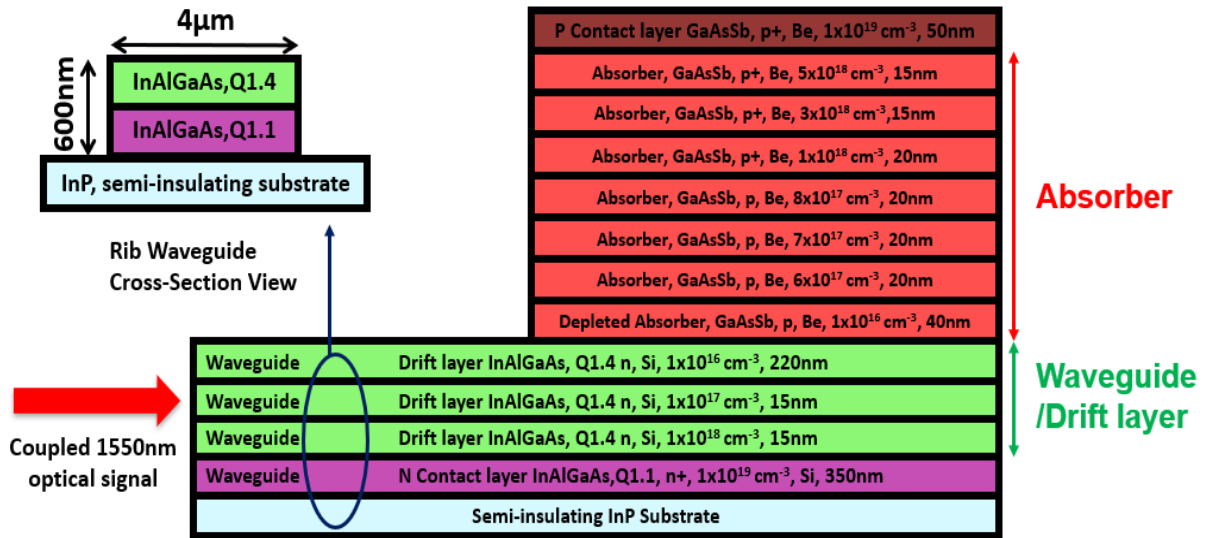 4µm
600nm
InAlGaAs,Q1.4
InAlGaAs,Q1.1
InP, semi-insulating substrate
Rib Waveguide
Cross-Section View
P Contact layer GaAsSb, p+, Be, 1x10¹⁹ cm⁻³, 50nm
Absorber, GaAsSb, p+, Be, 5x10¹⁸ cm⁻³, 15nm
Absorber, GaAsSb, p+, Be, 3x10¹⁸ cm⁻³,15nm
Absorber, GaAsSb, p+, Be, 1x10¹⁸ cm⁻³, 20nm
Absorber, GaAsSb, p, Be, 8x10¹⁷ cm⁻³, 20nm
Absorber, GaAsSb, p, Be, 7x10¹⁷ cm⁻³, 20nm
Absorber, GaAsSb, p, Be, 6x10¹⁷ cm⁻³, 20nm
Depleted Absorber, GaAsSb, p, Be, 1x10¹⁶ cm⁻³, 40nm
Absorber
Waveguide Drift layer InAlGaAs, Q1.4 n, Si, 1x10¹⁶ cm⁻³, 220nm
Waveguide Drift layer InAlGaAs, Q1.4 n, Si, 1x10¹⁷ cm⁻³, 15nm
Waveguide Drift layer InAlGaAs, Q1.4 n, Si, 1x10¹⁸ cm⁻³, 15nm
Waveguide N Contact layer InAlGaAs,Q1.1, n+, 1x10¹⁹ cm⁻³, Si, 350nm
Semi-insulating InP Substrate
Waveguide
/Drift layer
Coupled 1550nm
optical signal